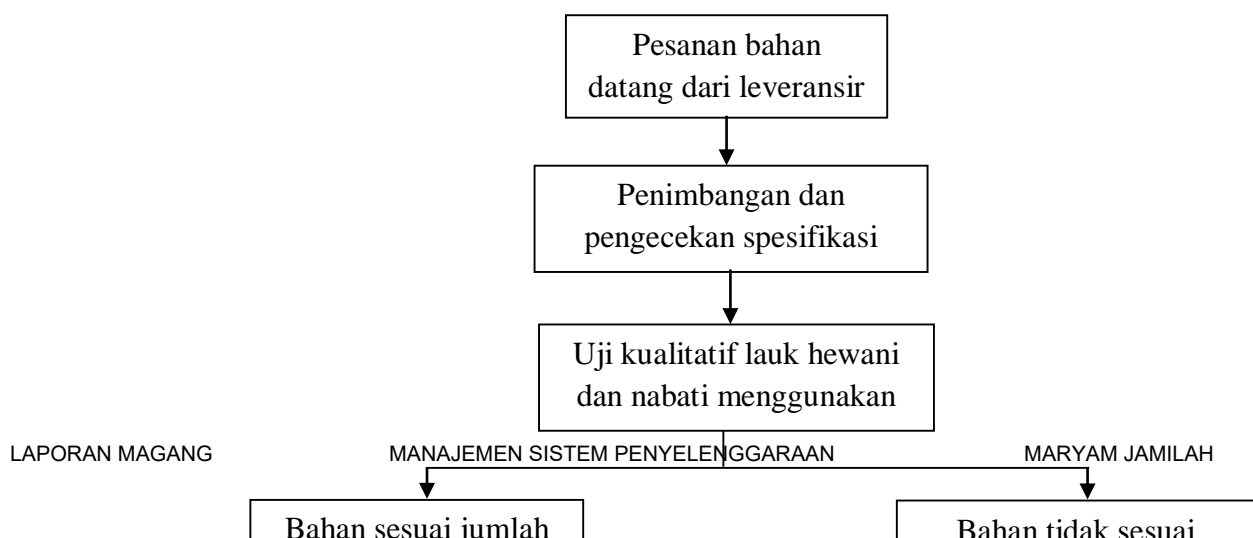 Pesanan bahan
datang dari leveransir
Penimbangan dan
pengecekan spesifikasi
Uji kualitatif lauk hewani
dan nabati menggunakan
LAPORAN MAGANG MANAJEMEN SISTEM PENYELENGGARAAN MARYAM JAMILAH
Bahan sesuai jumlah
Bahan tidak sesuai